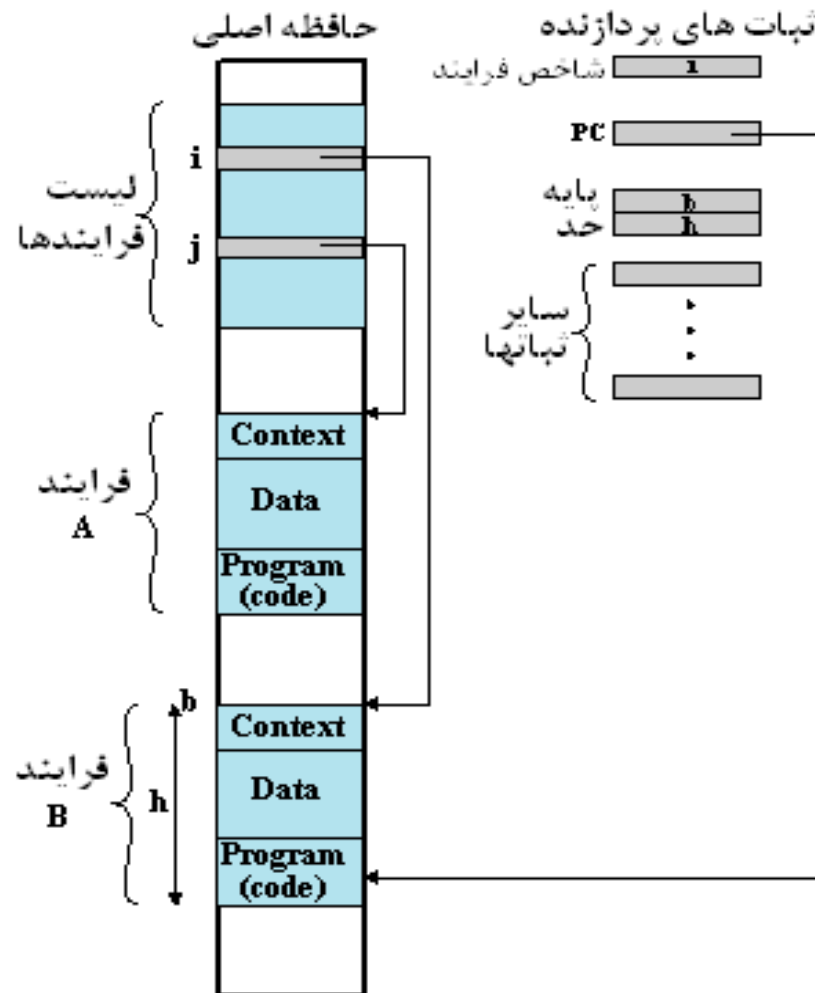 حافظه اصلی
ثبات های پردازنده
شاخص فرایند
i
PC
پایه
b
حد
h
سایر
ثباتها
لیست
فرایندها
i
j
فرایند
A
Context
Data
Program
(code)
فرایند
B
b
h
Context
Data
Program
(code)